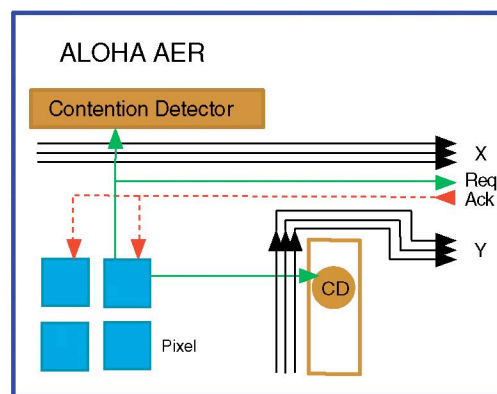 ALOHA AER
Contention Detector
X
Req
Ack
Y
CD
Pixel